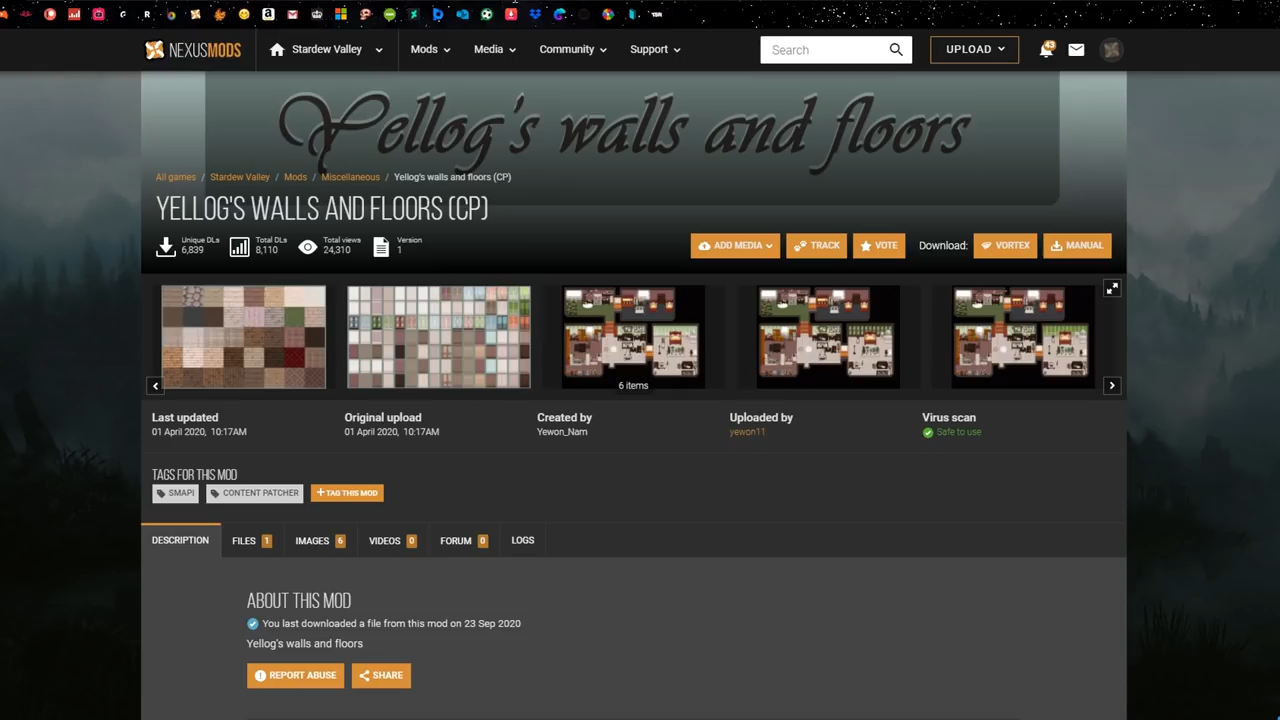 NEXUSMODS
Stardew Valley
Mods
Media
Community
Support
Search
UPLOAD
43
Yellog's walls and floors
All games / Stardew Valley / Mods / Miscellaneous / Yellog's walls and floors (CP)
YELLOG'S WALLS AND FLOORS (CP)
Unique DLs
6,839
Total DLs
8,110
Total views
24,310
Version
1
ADD MEDIA
TRACK
VOTE
Download:
VORTEX
MANUAL
6 items
Last updated
01 April 2020, 10:17AM
Original upload
01 April 2020, 10:17AM
Created by
Yewon_Nam
Uploaded by
yewon11
Virus scan
Safe to use
TAGS FOR THIS MOD
SMAPI
CONTENT PATCHER
+ TAG THIS MOD
DESCRIPTION
FILES 1
IMAGES 6
VIDEOS 0
FORUM 0
LOGS
ABOUT THIS MOD
You last downloaded a file from this mod on 23 Sep 2020
Yellog's walls and floors
REPORT ABUSE
SHARE